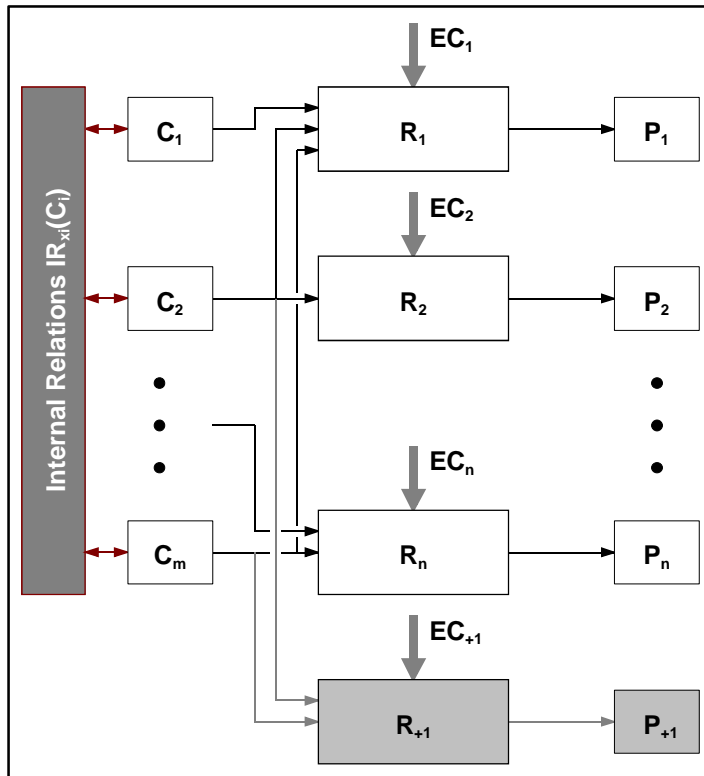 EC₁
C₁ R₁ P₁
EC₂
C₂ R₂ P₂
Internal Relations IRₓᵢ(Cᵢ)
ECₙ
Cₘ Rₙ Pₙ
EC₊₁
R₊₁ P₊₁